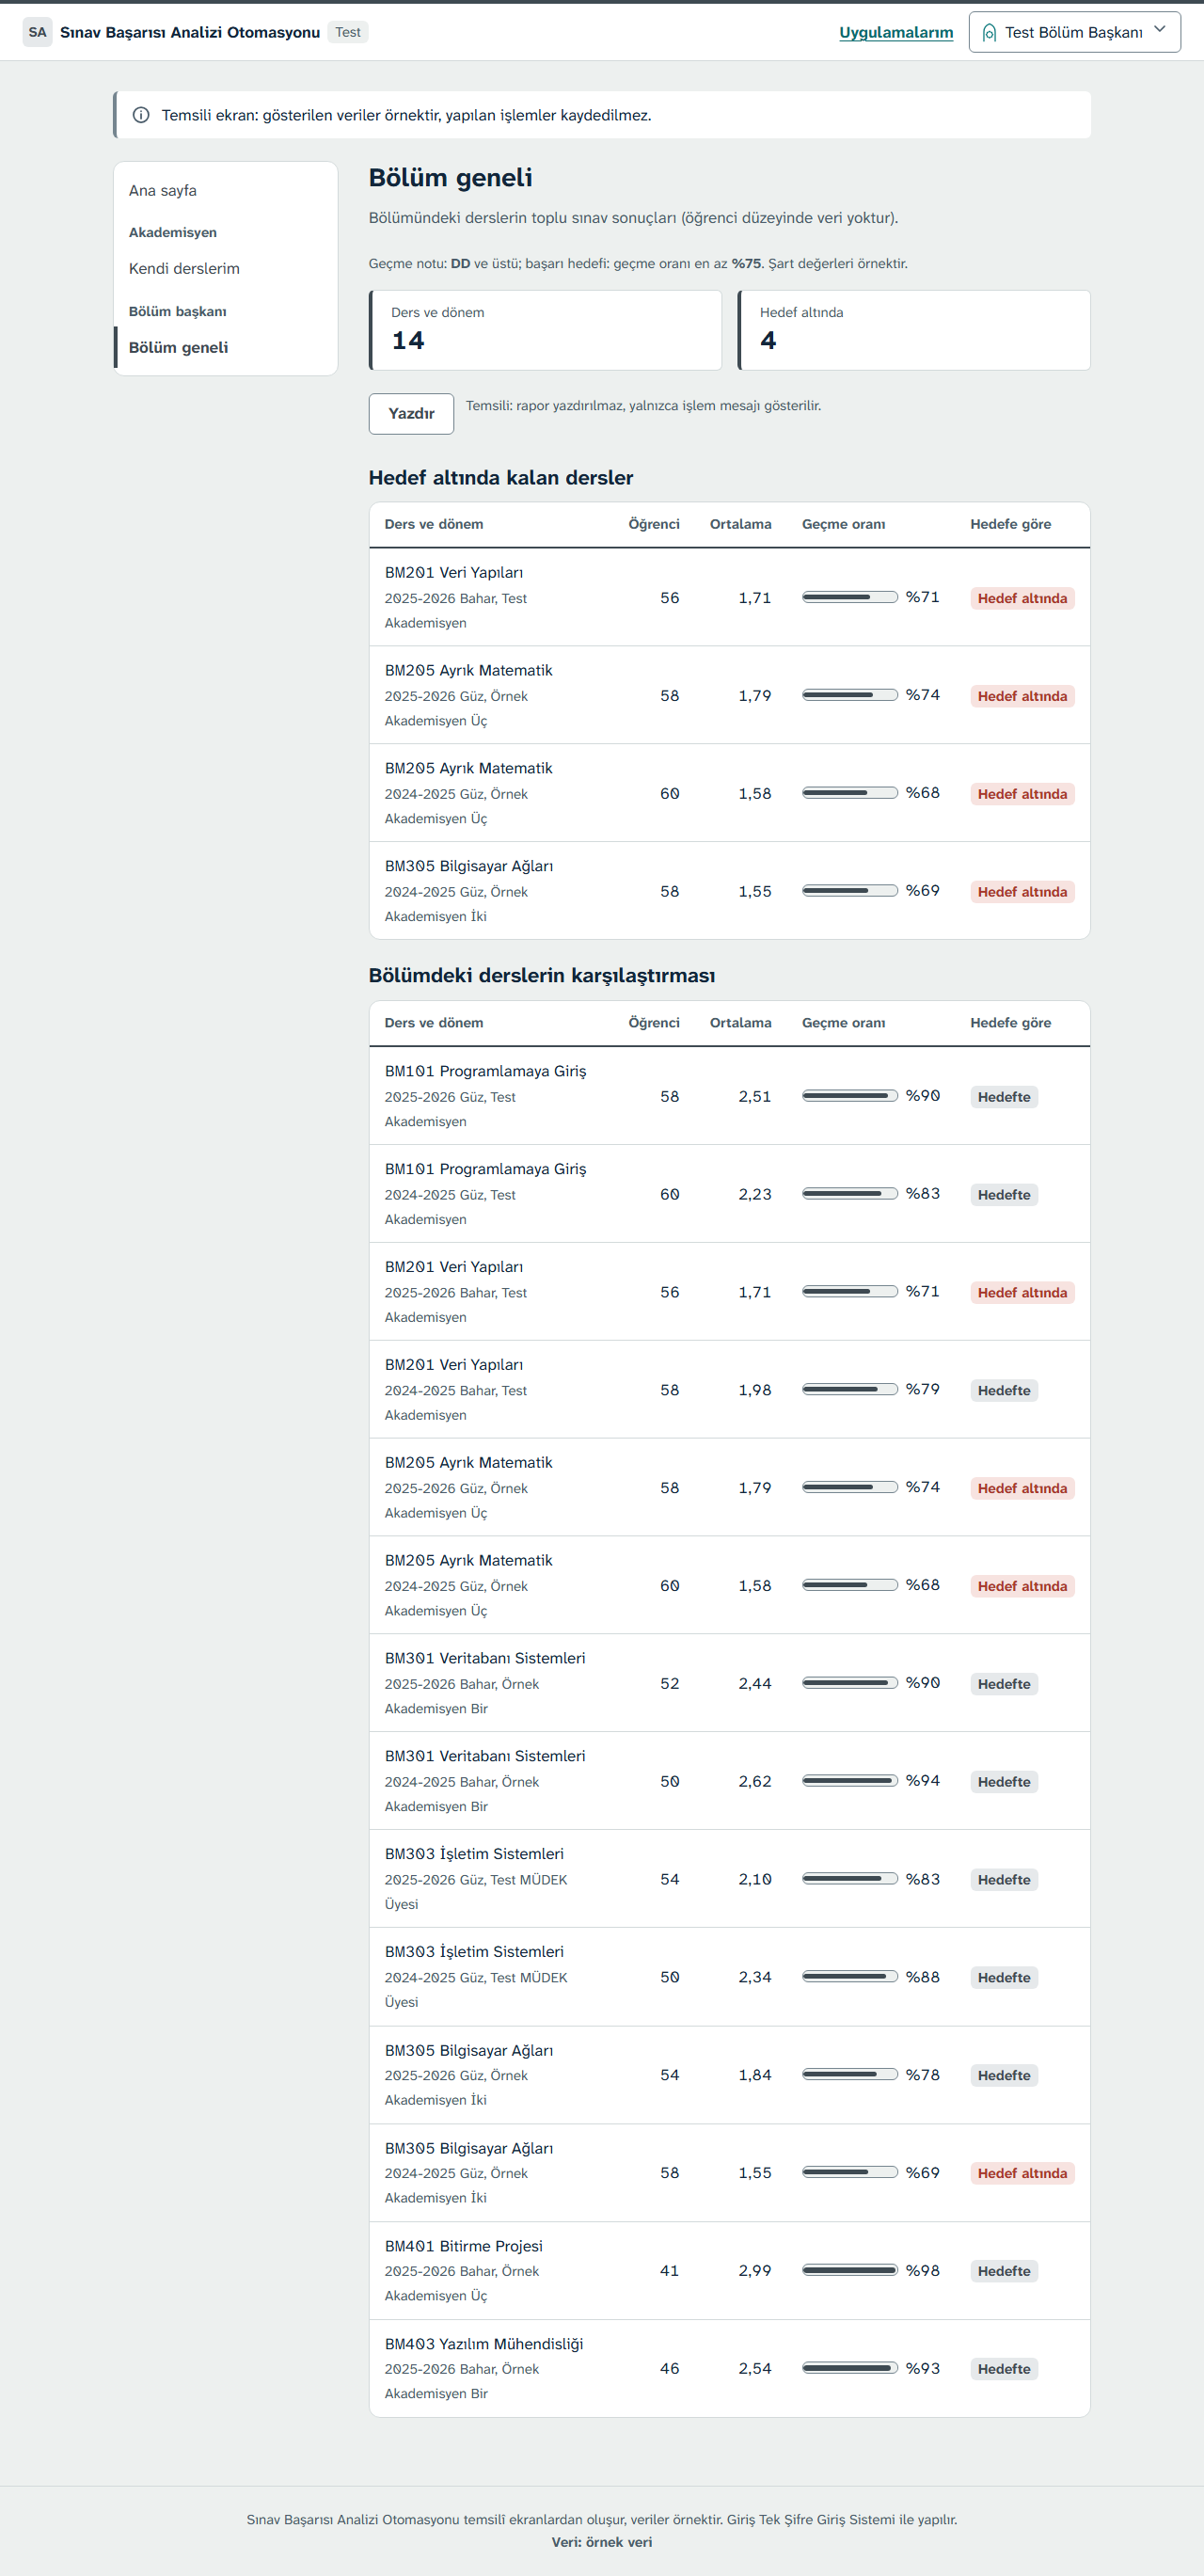 SA Sınav Başarısı Analizi Otomasyonu Test
Uygulamalarım
Test Bölüm Başkanı
Temsili ekran: gösterilen veriler örnektir, yapılan işlemler kaydedilmez.
Ana sayfa
Akademisyen
Kendi derslerim
Bölüm başkanı
Bölüm geneli
Bölüm geneli
Bölümündeki derslerin toplu sınav sonuçları (öğrenci düzeyinde veri yoktur).
Geçme notu: DD ve üstü; başarı hedefi: geçme oranı en az %75. Şart değerleri örnektir.
Ders ve dönem
14
Hedef altında
4
Yazdır
Temsili: rapor yazdırılmaz, yalnızca işlem mesajı gösterilir.
Hedef altında kalan dersler
Ders ve dönem Öğrenci Ortalama Geçme oranı Hedefe göre
BM201 Veri Yapıları
2025-2026 Bahar, Test
Akademisyen
56 1,71 %71 Hedef altında
BM205 Ayrık Matematik
2025-2026 Güz, Örnek
Akademisyen Üç
58 1,79 %74 Hedef altında
BM205 Ayrık Matematik
2024-2025 Güz, Örnek
Akademisyen Üç
60 1,58 %68 Hedef altında
BM305 Bilgisayar Ağları
2024-2025 Güz, Örnek
Akademisyen İki
58 1,55 %69 Hedef altında
Bölümdeki derslerin karşılaştırması
Ders ve dönem Öğrenci Ortalama Geçme oranı Hedefe göre
BM101 Programlamaya Giriş
2025-2026 Güz, Test
Akademisyen
58 2,51 %90 Hedefte
BM101 Programlamaya Giriş
2024-2025 Güz, Test
Akademisyen
60 2,23 %83 Hedefte
BM201 Veri Yapıları
2025-2026 Bahar, Test
Akademisyen
56 1,71 %71 Hedef altında
BM201 Veri Yapıları
2024-2025 Bahar, Test
Akademisyen
58 1,98 %79 Hedefte
BM205 Ayrık Matematik
2025-2026 Güz, Örnek
Akademisyen Üç
58 1,79 %74 Hedef altında
BM205 Ayrık Matematik
2024-2025 Güz, Örnek
Akademisyen Üç
60 1,58 %68 Hedef altında
BM301 Veritabanı Sistemleri
2025-2026 Bahar, Örnek
Akademisyen Bir
52 2,44 %90 Hedefte
BM301 Veritabanı Sistemleri
2024-2025 Bahar, Örnek
Akademisyen Bir
50 2,62 %94 Hedefte
BM303 İşletim Sistemleri
2025-2026 Güz, Test MÜDEK
Üyesi
54 2,10 %83 Hedefte
BM303 İşletim Sistemleri
2024-2025 Güz, Test MÜDEK
Üyesi
50 2,34 %88 Hedefte
BM305 Bilgisayar Ağları
2025-2026 Güz, Örnek
Akademisyen İki
54 1,84 %78 Hedefte
BM305 Bilgisayar Ağları
2024-2025 Güz, Örnek
Akademisyen İki
58 1,55 %69 Hedef altında
BM401 Bitirme Projesi
2025-2026 Bahar, Örnek
Akademisyen Üç
41 2,99 %98 Hedefte
BM403 Yazılım Mühendisliği
2025-2026 Bahar, Örnek
Akademisyen Bir
46 2,54 %93 Hedefte
Sınav Başarısı Analizi Otomasyonu temsilî ekranlardan oluşur, veriler örnektir. Giriş Tek Şifre Giriş Sistemi ile yapılır.
Veri: örnek veri